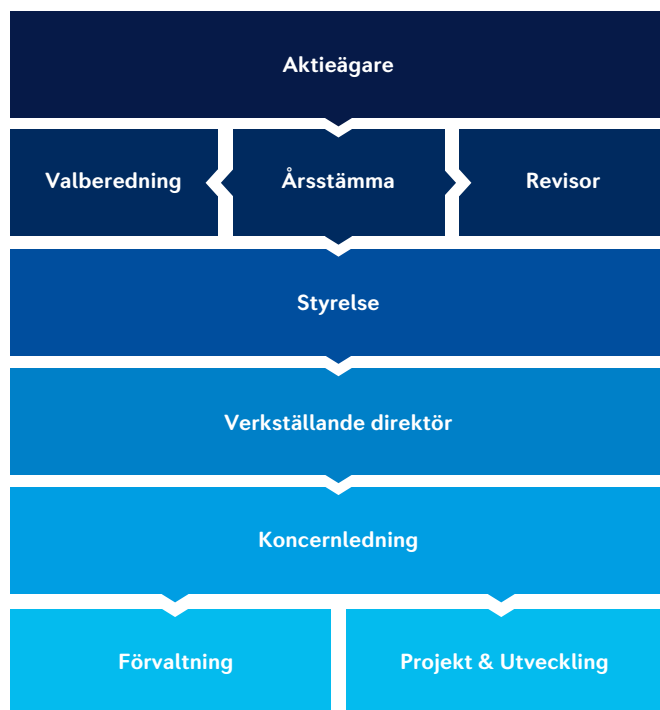 Aktieägare
Valberedning
Årsstämma
Revisor
Styrelse
Verkställande direktör
Koncernledning
Förvaltning
Projekt & Utveckling